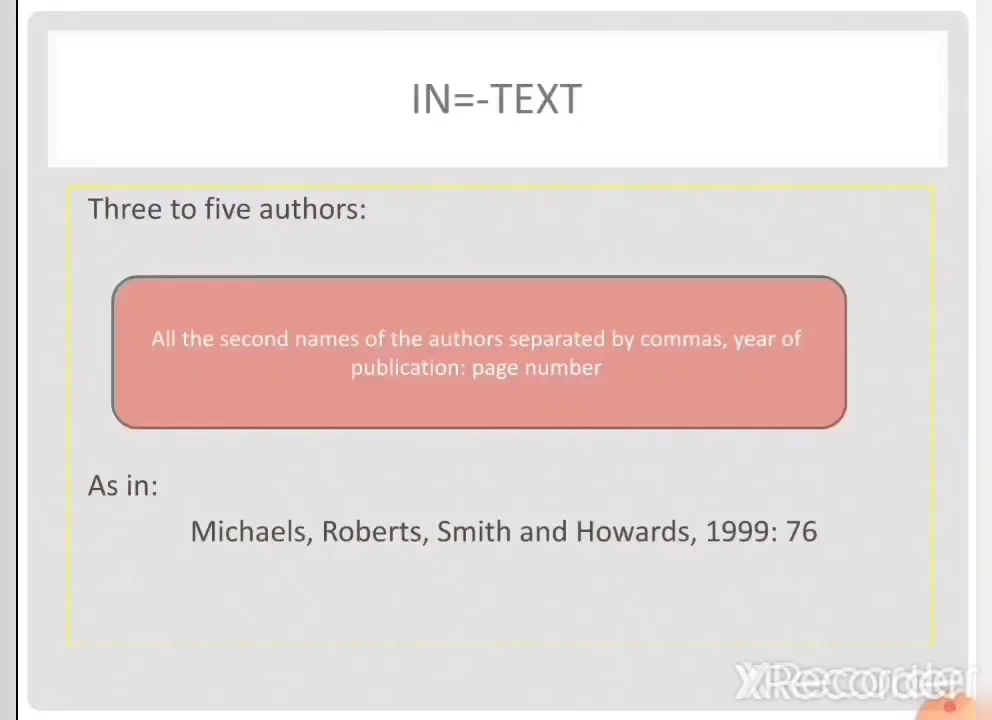 IN=-TEXT
Three to five authors:
All the second names of the authors separated by commas, year of
publication: page number
As in:
Michaels, Roberts, Smith and Howards, 1999: 76
XRecorder